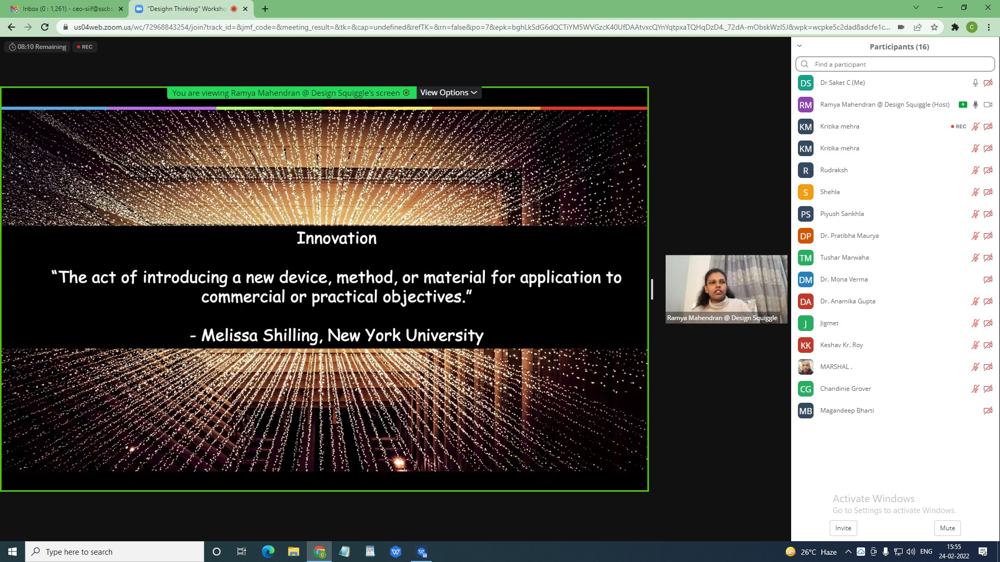 Inbox (0 : 1,261) - ceo-siif@sscbs
"Desighn Thinking" Worksho
us04web.zoom.us/wc/72968843254/join?track_id=&jmf_code=&meeting_result=&tk=&cap=undefined&refTK=&rn=false&po=7&epk=bghLkSdG6dQCTiYM5WVGzcK40UfDAAtvxcQYnYqtpxaTQHqDzD4._72dA-mObskWzI5J&wpk=wcpke5c2dad8adcfe1c...
C
08:10 Remaining
REC
You are viewing Ramya Mahendran @ Design Squiggle's screen
View Options
Innovation
“The act of introducing a new device, method, or material for application to
commercial or practical objectives.”
- Melissa Shilling, New York University
Ramya Mahendran @ Design Squiggle
Participants (16)
Find a participant
DS Dr Saket C (Me)
RM Ramya Mahendran @ Design Squiggle (Host)
KM Kritika mehra REC
KM Kritika mehra
R Rudraksh
S Shehla
PS Piyush Sankhla
DP Dr. Pratibha Maurya
TM Tushar Marwaha
DM Dr. Mona Verma
DA Dr. Anamika Gupta
J Jigmet
KK Keshav Kr. Roy
MARSHAL .
CG Chandinie Grover
MB Magandeep Bharti
Activate Windows
Go to Settings to activate Windows.
Invite
Mute
Type here to search
26°C Haze
ENG
15:55
24-02-2022